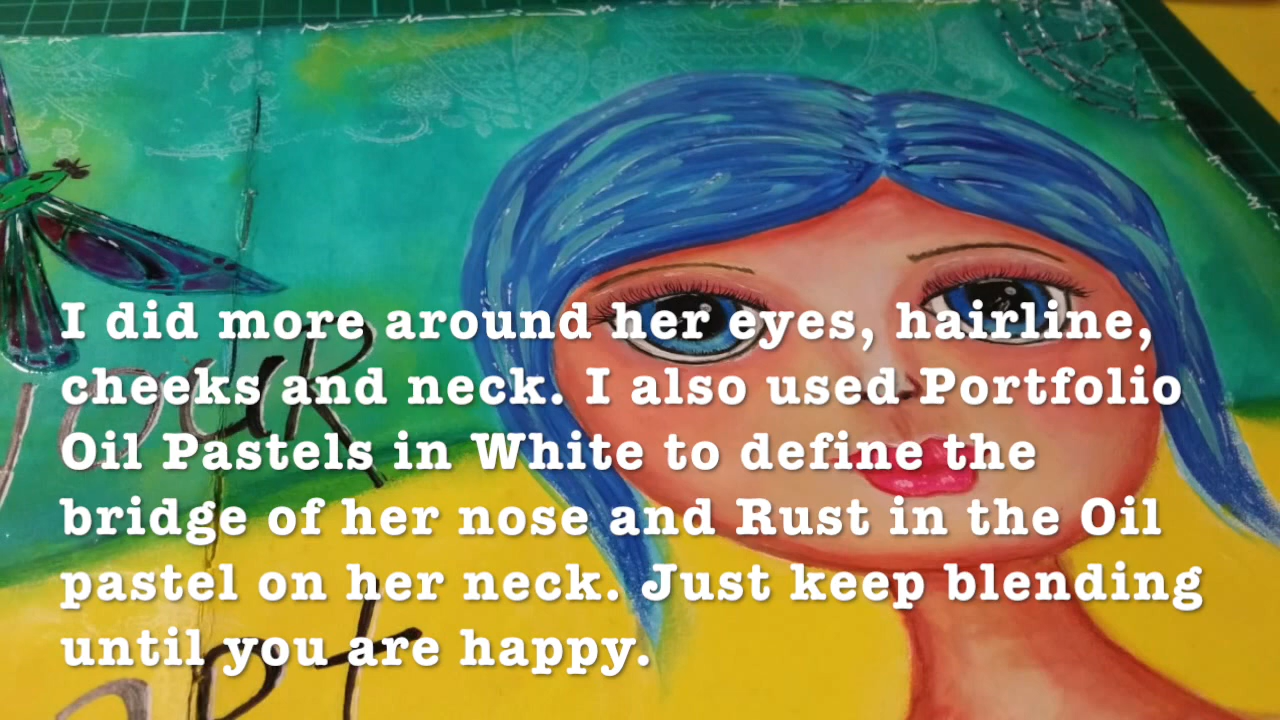 I did more around her eyes, hairline,
cheeks and neck. I also used Portfolio
Oil Pastels in White to define the
bridge of her nose and Rust in the Oil
pastel on her neck. Just keep blending
until you are happy.
your
art